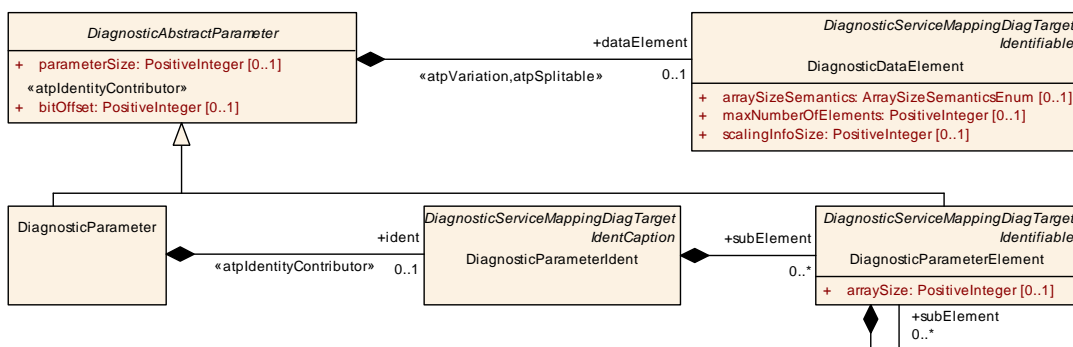 DiagnosticAbstractParameter
+ parameterSize: PositiveInteger [0..1]
«atpIdentityContributor»
+ bitOffset: PositiveInteger [0..1]
+dataElement
«atpVariation,atpSplitable»
0..1
DiagnosticServiceMappingDiagTarget
Identifiable
DiagnosticDataElement
+ arraySizeSemantics: ArraySizeSemanticsEnum [0..1]
+ maxNumberOfElements: PositiveInteger [0..1]
+ scalingInfoSize: PositiveInteger [0..1]
DiagnosticParameter
+ident
«atpIdentityContributor»
0..1
DiagnosticServiceMappingDiagTarget
IdentCaption
DiagnosticParameterIdent
+subElement
0..*
DiagnosticServiceMappingDiagTarget
Identifiable
DiagnosticParameterElement
+ arraySize: PositiveInteger [0..1]
+subElement
0..*